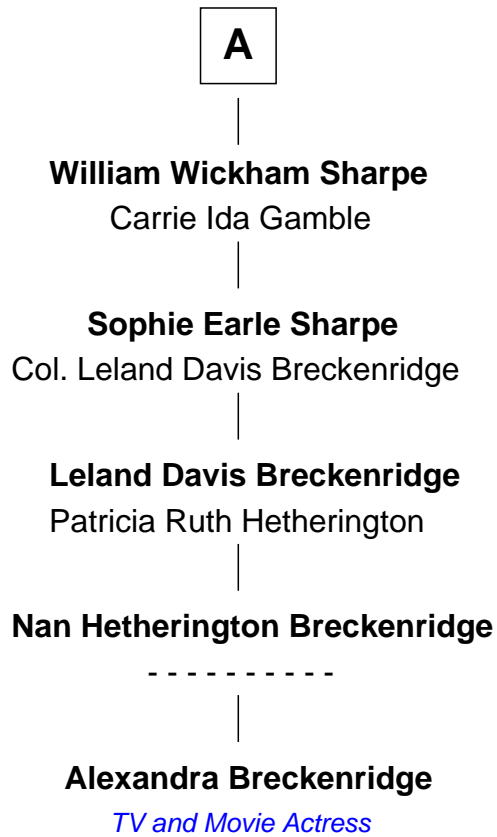 A
William Wickham Sharpe
Carrie Ida Gamble
Sophie Earle Sharpe
Col. Leland Davis Breckenridge
Leland Davis Breckenridge
Patricia Ruth Hetherington
Nan Hetherington Breckenridge
- - - - - - - - - -
Alexandra Breckenridge
TV and Movie Actress